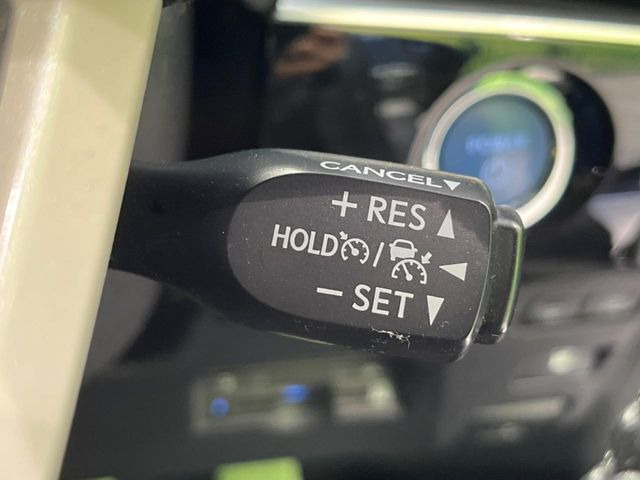 CANCEL▼
+ RES ▲
HOLD / ◀
− SET ▼